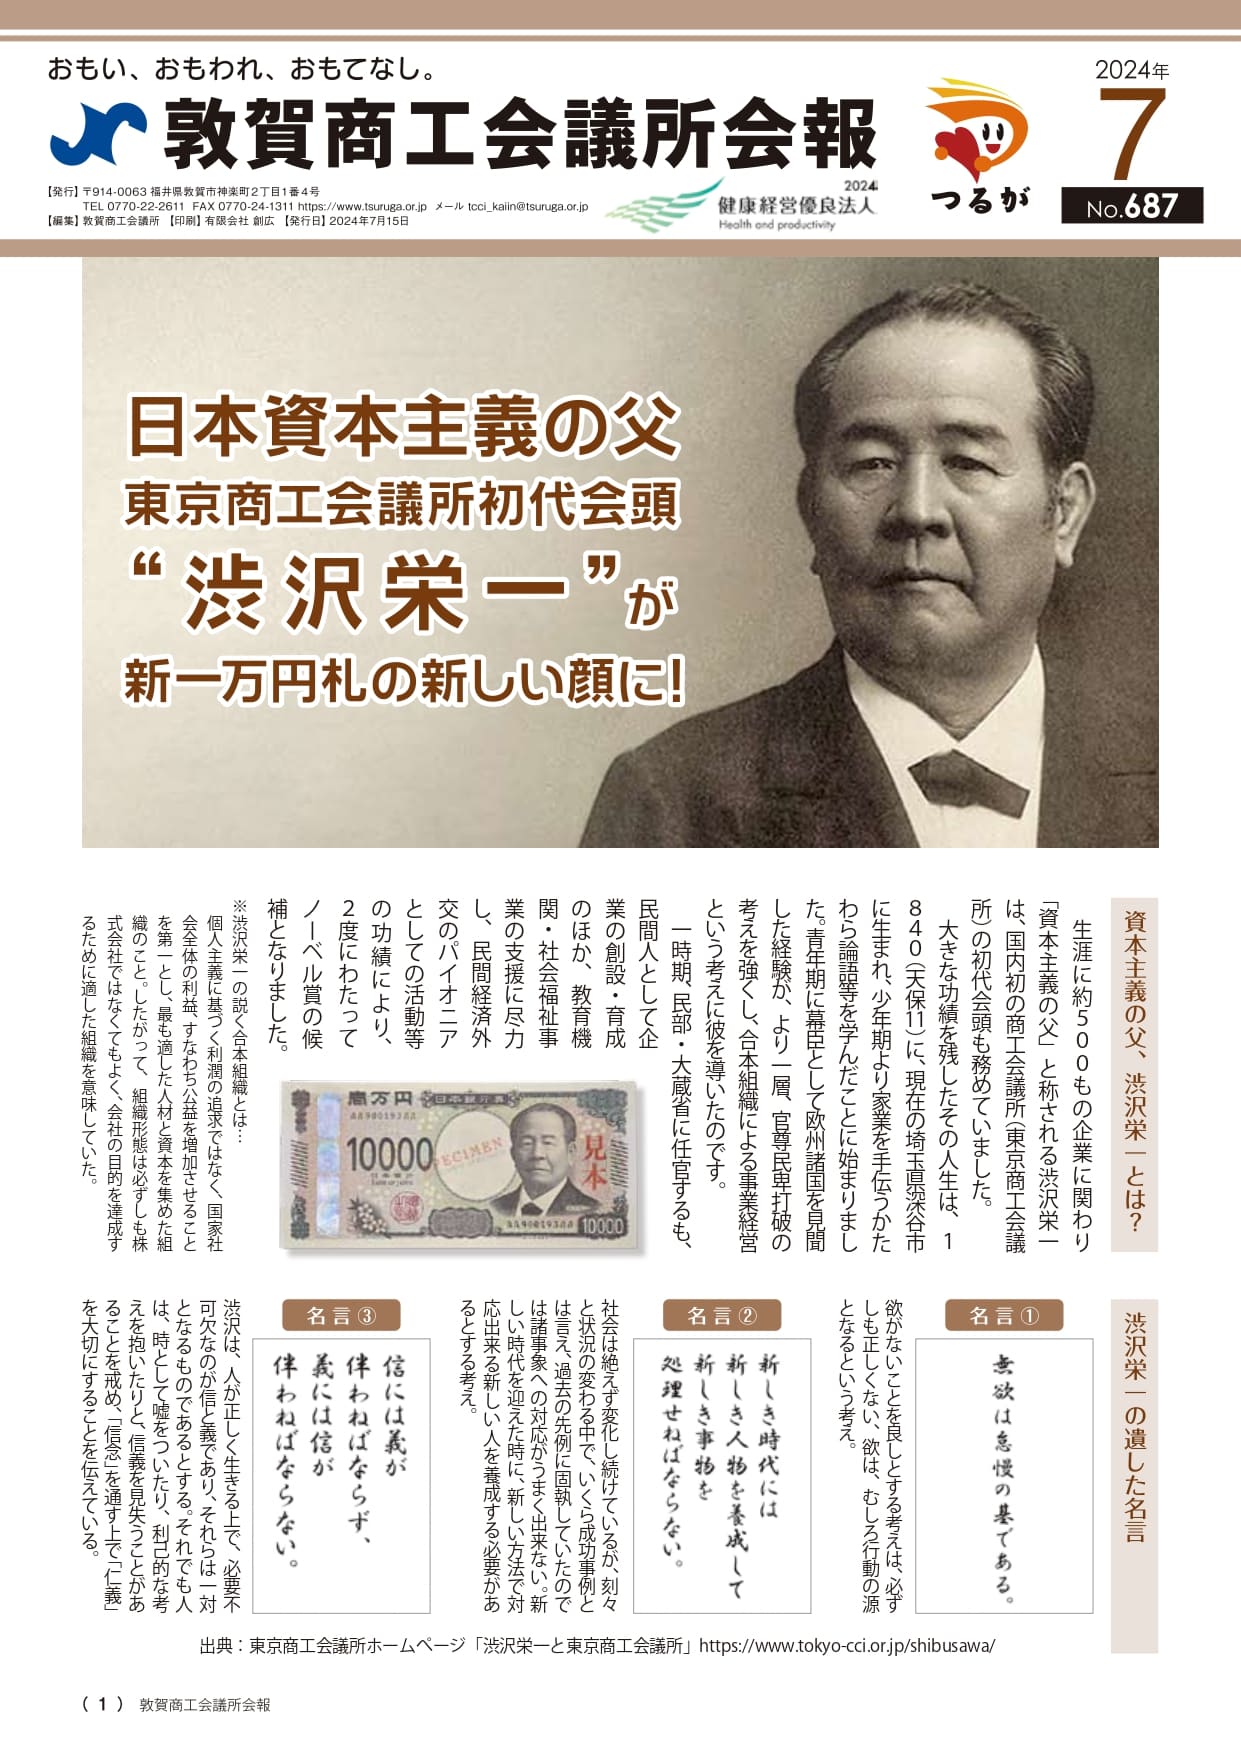 おもい、おもわれ、おもてなし。
敦賀商工会議所会報
【発行】〒914-0063 福井県敦賀市神楽町2丁目1番4号
TEL 0770-22-2611 FAX 0770-24-1311 https://www.tsuruga.or.jp メール tcci_kaiin@tsuruga.or.jp
【編集】敦賀商工会議所 【印刷】有限会社 創広 【発行日】2024年7月15日
2024
健康経営優良法人
Health and productivity
つるが
2024年
7
No.687
日本資本主義の父
東京商工会議所初代会頭
“渋沢栄一”が
新一万円札の新しい顔に!
資本主義の父、渋沢栄一とは?
生涯に約500もの企業に関わり
「資本主義の父」と称される渋沢栄一
は、国内初の商工会議所(東京商工会議
所)の初代会頭も務めていました。
大きな功績を残したその人生は、1
840(天保11)に、現在の埼玉県深谷市
に生まれ、少年期より家業を手伝うかた
わら論語等を学んだことに始まりまし
た。青年期に幕臣として欧州諸国を見聞
した経験が、より一層、官尊民卑打破の
考えを強くし、合本組織による事業経営
という考えに彼を導いたのです。
一時期、民部・大蔵省に任官するも、
民間人として企
業の創設・育成
のほか、教育機
関・社会福祉事
業の支援に尽力
し、民間経済外
交のパイオニア
としての活動等
の功績により、
2度にわたって
ノーベル賞の候
補となりました。
※渋沢栄一の説く合本組織とは…
個人主義に基づく利潤の追求ではなく、国家社
会全体の利益、すなわち公益を増加させること
を第一とし、最も適した人材と資本を集めた組
織のこと。したがって、組織形態は必ずしも株
式会社ではなくてもよく、会社の目的を達成す
るために適した組織を意味していた。
壱万円
日本銀行券
AA9001932AA
10000
SPECIMEN
日本銀行
見本
AA9001932AA
10000
渋沢栄一の遺した名言
名言①
無欲は怠慢の基である。
欲がないことを良しとする考えは、必ず
しも正しくない、欲は、むしろ行動の源
となるという考え。
名言②
新しき時代には
新しき人物を養成して
新しき事物を
処理せねばならない。
社会は絶えず変化し続けているが、刻々
と状況の変わる中で、いくら成功事例と
は言え、過去の先例に固執していたので
は諸事象への対応がうまく出来ない。新
しい時代を迎えた時に、新しい方法で対
応出来る新しい人を養成する必要があ
るとする考え。
名言③
信には義が
伴わねばならず、
義には信が
伴わねばならない。
渋沢は、人が正しく生きる上で、必要不
可欠なのが信と義であり、それらは一対
となるものであるとする。それでも人
は、時として嘘をついたり、利己的な考
えを抱いたりと、信義を見失うことがあ
ることを戒め、「信念」を通す上で「仁義」
を大切にすることを伝えている。
出典:東京商工会議所ホームページ「渋沢栄一と東京商工会議所」https://www.tokyo-cci.or.jp/shibusawa/
(1) 敦賀商工会議所会報